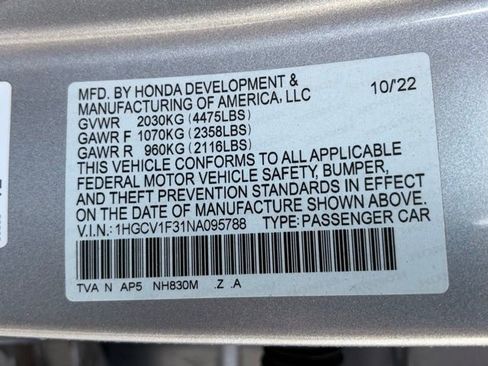 MFD. BY HONDA DEVELOPMENT &
MANUFACTURING OF AMERICA, LLC 10/22
GVWR 2030KG (4475LBS)
GAWR F 1070KG (2358LBS)
GAWR R 960KG (2116LBS)
THIS VEHICLE CONFORMS TO ALL APPLICABLE
FEDERAL MOTOR VEHICLE SAFETY, BUMPER,
AND THEFT PREVENTION STANDARDS IN EFFECT
ON THE DATE OF MANUFACTURE SHOWN ABOVE.
V.I.N.: 1HGCV1F31NA095788 TYPE: PASSENGER CAR
TVA N AP5 NH830M .Z .A